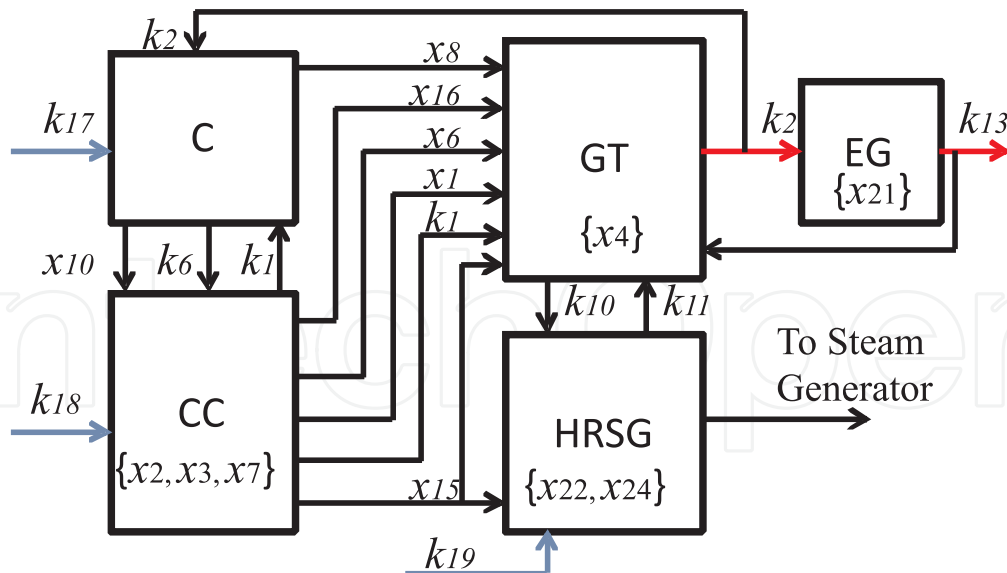 k2
x8
x16
x6
x1
k1
k17
C
GT
{x4}
k2
EG
{x21}
k13
x10
k6
k1
k10
k11
To Steam
Generator
k18
CC
{x2, x3, x7}
x15
HRSG
{x22, x24}
k19